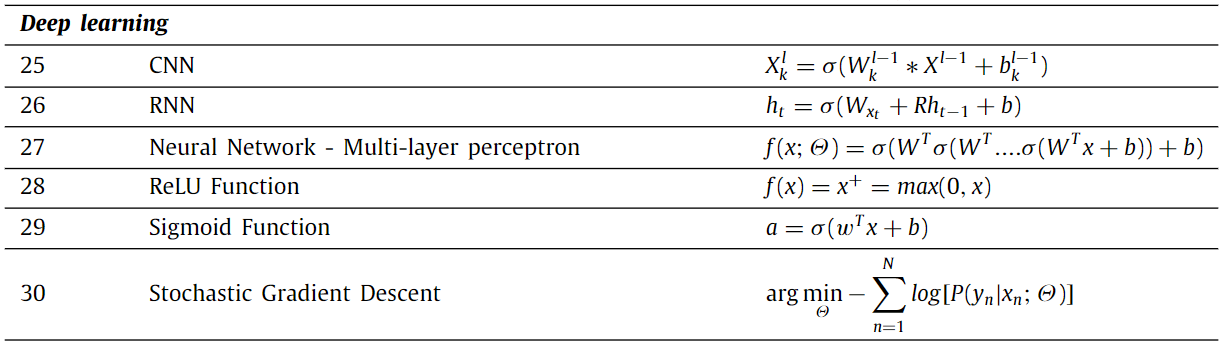 Deep learning
25 CNN $X_k^l = \sigma(W_k^{l-1} * X^{l-1} + b_k^{l-1})$
26 RNN $h_t = \sigma(W_{x_t} + Rh_{t-1} + b)$
27 Neural Network - Multi-layer perceptron $f(x; \Theta) = \sigma(W^T \sigma(W^T .... \sigma(W^T x + b)) + b)$
28 ReLU Function $f(x) = x^+ = max(0, x)$
29 Sigmoid Function $a = \sigma(w^T x + b)$
30 Stochastic Gradient Descent $\arg\min_{\Theta} - \sum_{n=1}^{N} log[P(y_n|x_n; \Theta)]$